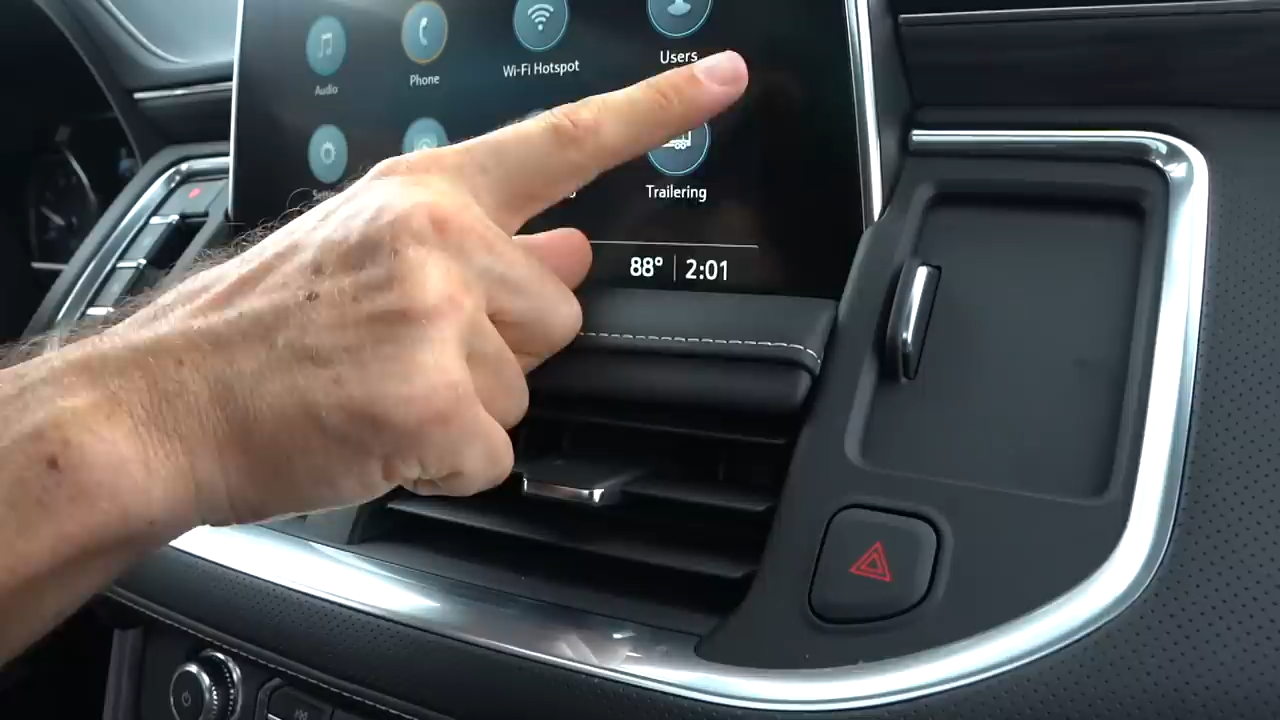 Audio
Phone
Wi-Fi Hotspot
Users
Trailering
88° 2:01